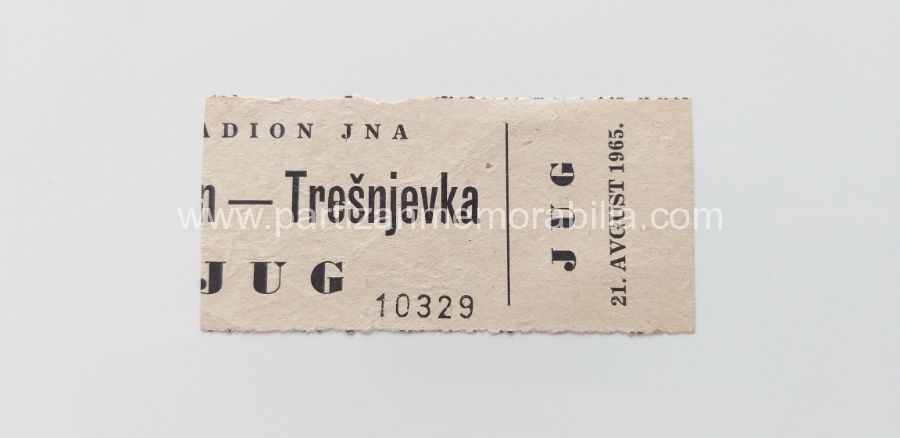 ADION JNA
n — Trešnjevka
JUG
10329
JUG
21. AVGUST 1965.
www.partizanmemorabilia.com